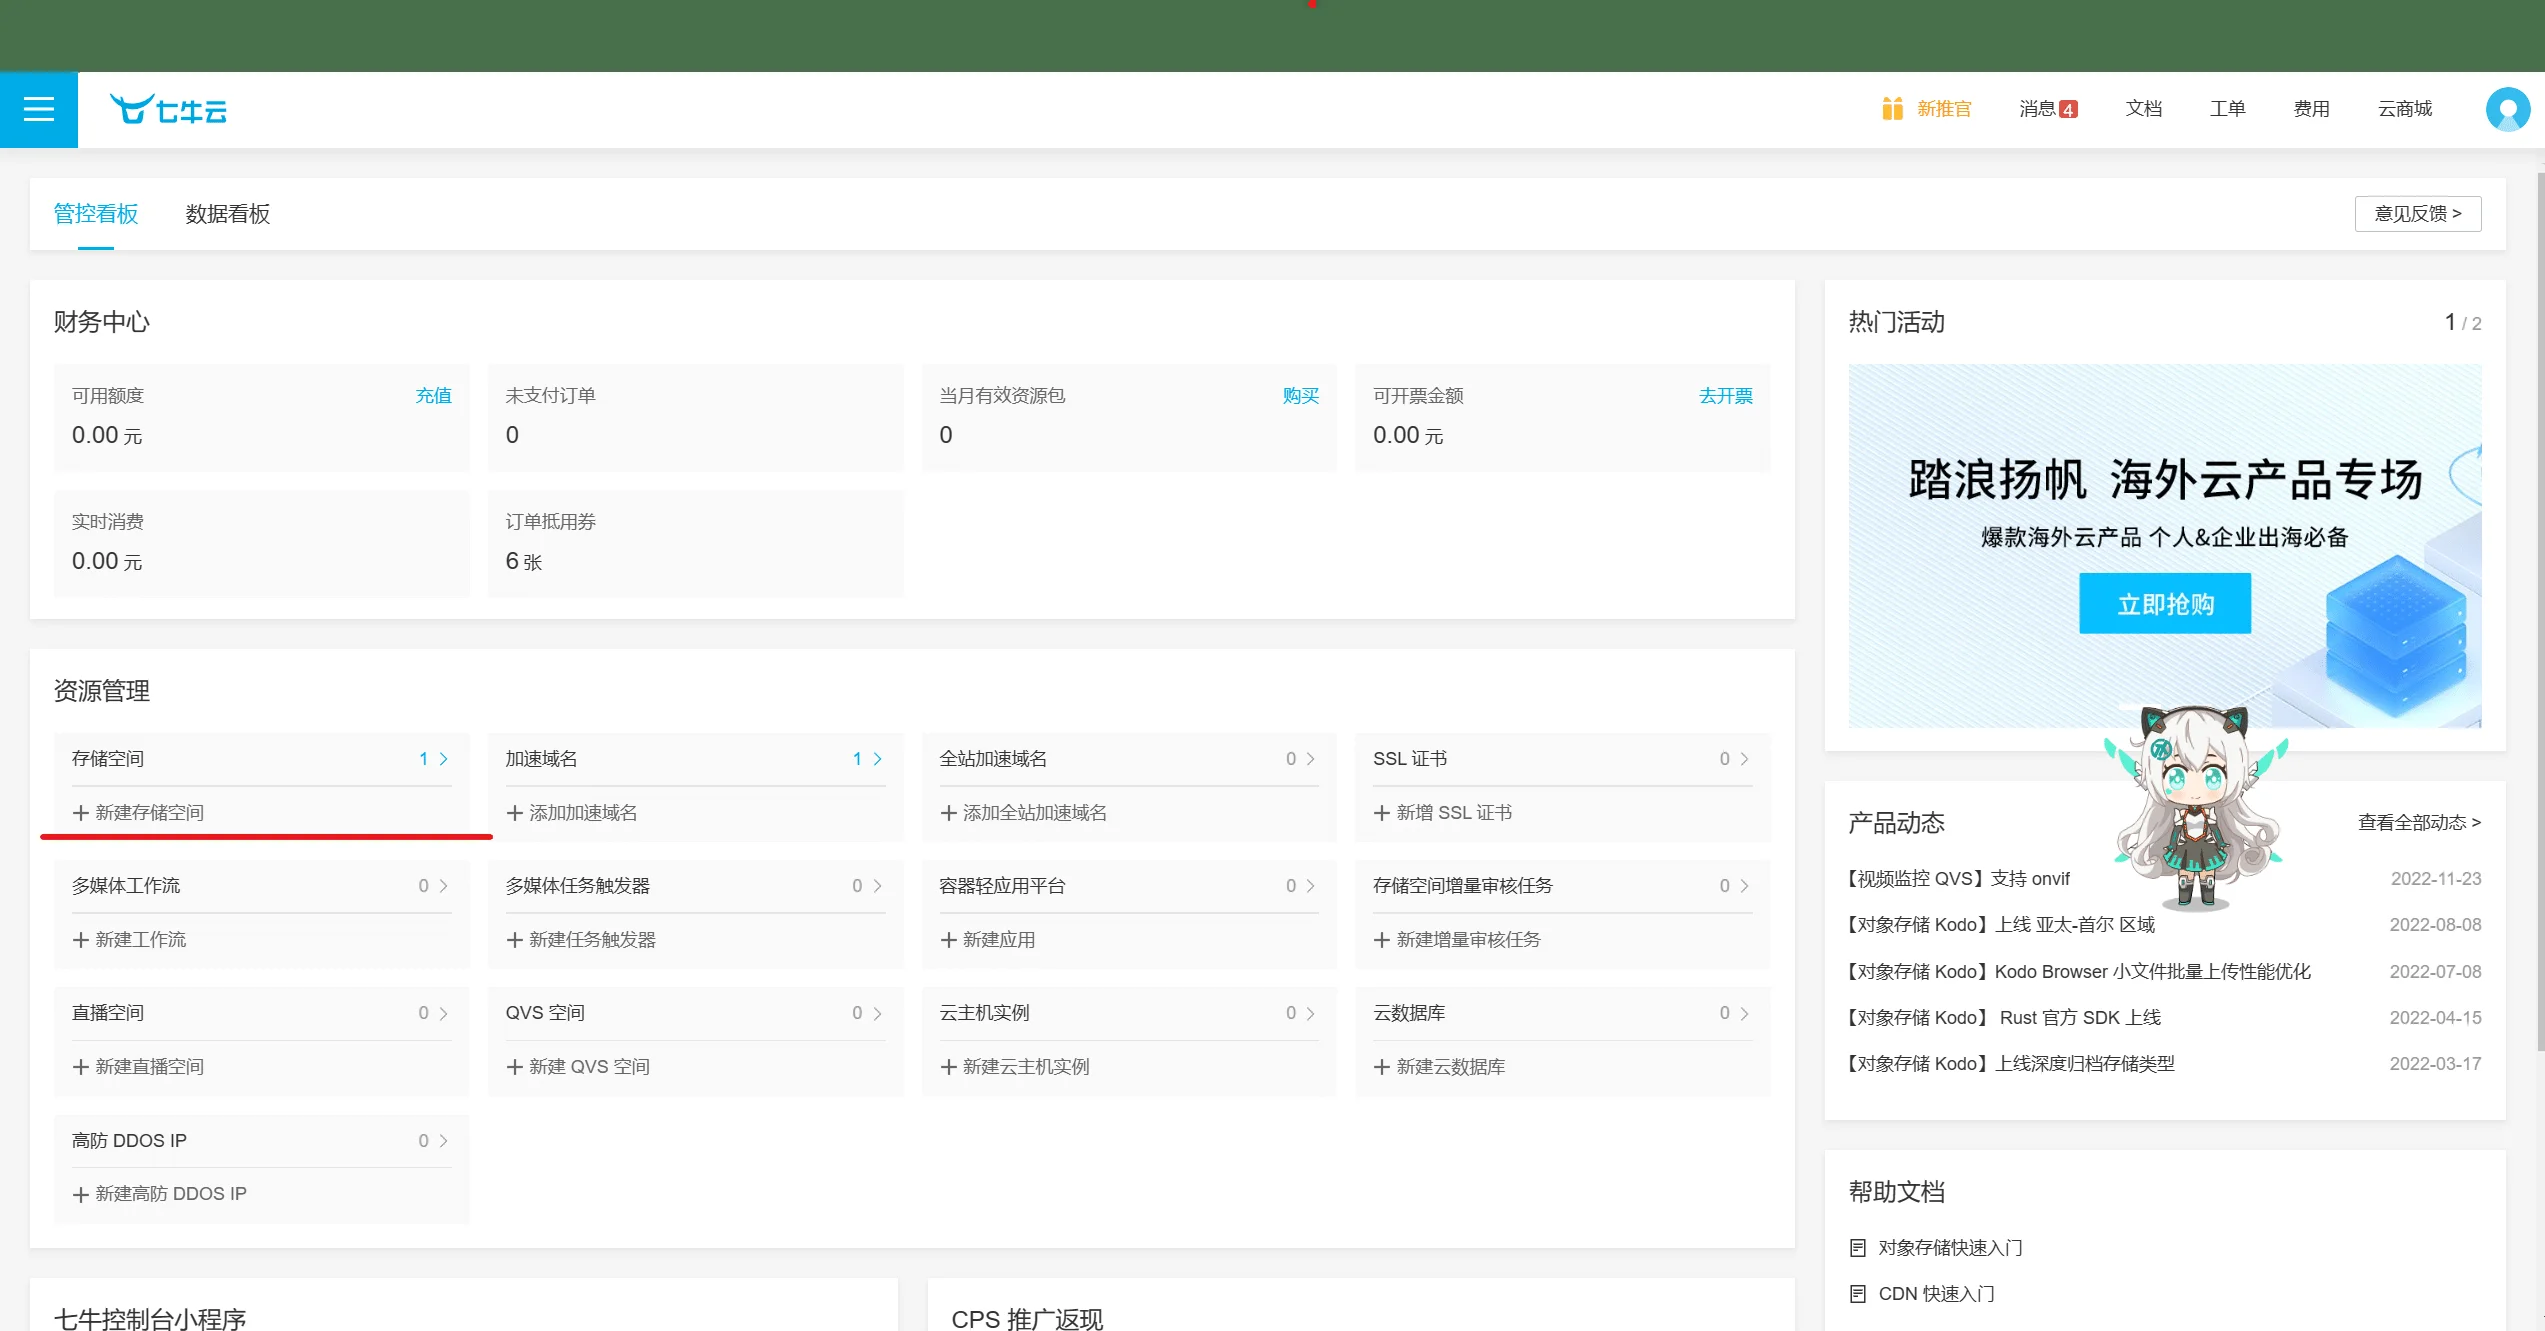 七牛云
新推官
消息 4
文档
工单
费用
云商城
管控看板
数据看板
意见反馈 >
财务中心
可用额度 充值
0.00 元
未支付订单
0
当月有效资源包 购买
0
可开票金额 去开票
0.00 元
实时消费
0.00 元
订单抵用券
6 张
资源管理
存储空间 1 >
+ 新建存储空间
加速域名 1 >
+ 添加加速域名
全站加速域名 0 >
+ 添加全站加速域名
SSL 证书 0 >
+ 新增 SSL 证书
多媒体工作流 0 >
+ 新建工作流
多媒体任务触发器 0 >
+ 新建任务触发器
容器轻应用平台 0 >
+ 新建应用
存储空间增量审核任务 0 >
+ 新建增量审核任务
直播空间 0 >
+ 新建直播空间
QVS 空间 0 >
+ 新建 QVS 空间
云主机实例 0 >
+ 新建云主机实例
云数据库 0 >
+ 新建云数据库
高防 DDOS IP 0 >
+ 新建高防 DDOS IP
七牛控制台小程序
CPS 推广返现
热门活动 1 / 2
踏浪扬帆 海外云产品专场
爆款海外云产品 个人&企业出海必备
立即抢购
产品动态 查看全部动态 >
【视频监控 QVS】支持 onvif 2022-11-23
【对象存储 Kodo】上线 亚太-首尔 区域 2022-08-08
【对象存储 Kodo】Kodo Browser 小文件批量上传性能优化 2022-07-08
【对象存储 Kodo】 Rust 官方 SDK 上线 2022-04-15
【对象存储 Kodo】上线深度归档存储类型 2022-03-17
帮助文档
对象存储快速入门
CDN 快速入门